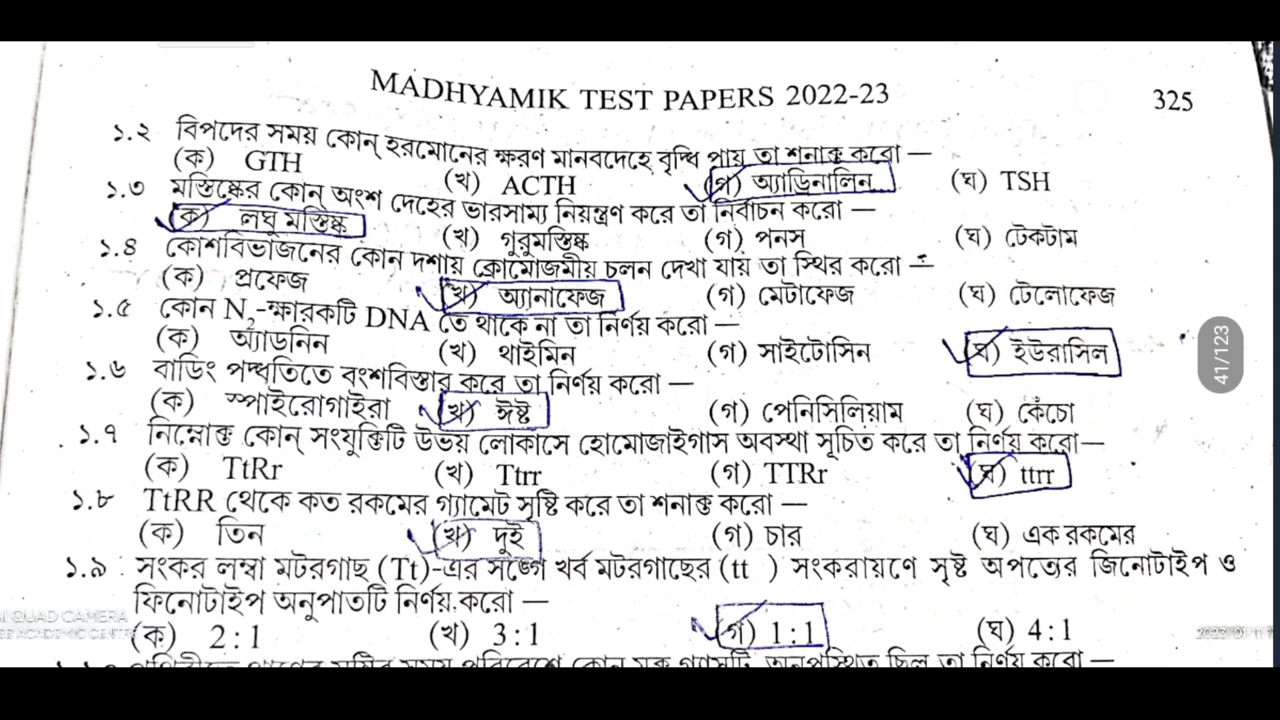 MADHYAMIK TEST PAPERS 2022-23 325
১.২ বিপদের সময় কোন্ হরমোনের ক্ষরণ মানবদেহে বৃদ্ধি পায় তা শনাক্ত করো —
(ক) GTH (খ) ACTH (গ) অ্যাড্রিনালিন (ঘ) TSH
১.৩ মস্তিষ্কের কোন্ অংশ দেহের ভারসাম্য নিয়ন্ত্রণ করে তা নির্বাচন করো —
(ক) লঘু মস্তিষ্ক (খ) গুরুমস্তিষ্ক (গ) পনস্ (ঘ) টেকটাম
১.৪ কোশবিভাজনের কোন দশায় ক্রোমোজমীয় চলন দেখা যায় তা স্থির করো —
(ক) প্রফেজ (খ) অ্যানাফেজ (গ) মেটাফেজ (ঘ) টেলোফেজ
১.৫ কোন N2-ক্ষারকটি DNA তে থাকে না তা নির্ণয় করো —
(ক) অ্যাডনিন (খ) থাইমিন (গ) সাইটোসিন (ঘ) ইউরাসিল
১.৬ বাডিং পদ্ধতিতে বংশবিস্তার করে তা নির্ণয় করো —
(ক) স্পাইরোগাইরা (খ) ঈষ্ট (গ) পেনিসিলিয়াম (ঘ) কেঁচো
১.৭ নিম্নোক্ত কোন্ সংযুক্তিটি উভয় লোকাসে হোমোজাইগাস অবস্থা সূচিত করে তা নির্ণয় করো—
(ক) TtRr (খ) Ttrr (গ) TTRr (ঘ) ttrr
১.৮ TtRR থেকে কত রকমের গ্যামেট সৃষ্টি করে তা শনাক্ত করো —
(ক) তিন (খ) দুই (গ) চার (ঘ) এক রকমের
১.৯ : সংকর লম্বা মটরগাছ (Tt)-এর সঙ্গে খর্ব মটরগাছের (tt ) সংকরায়ণে সৃষ্ট অপত্যের জিনোটাইপ ও
ফিনোটাইপ অনুপাতটি নির্ণয় করো —
(ক) 2 : 1 (খ) 3 : 1 (গ) 1 : 1 (ঘ) 4 : 1
41/123
QUAD CAMERA